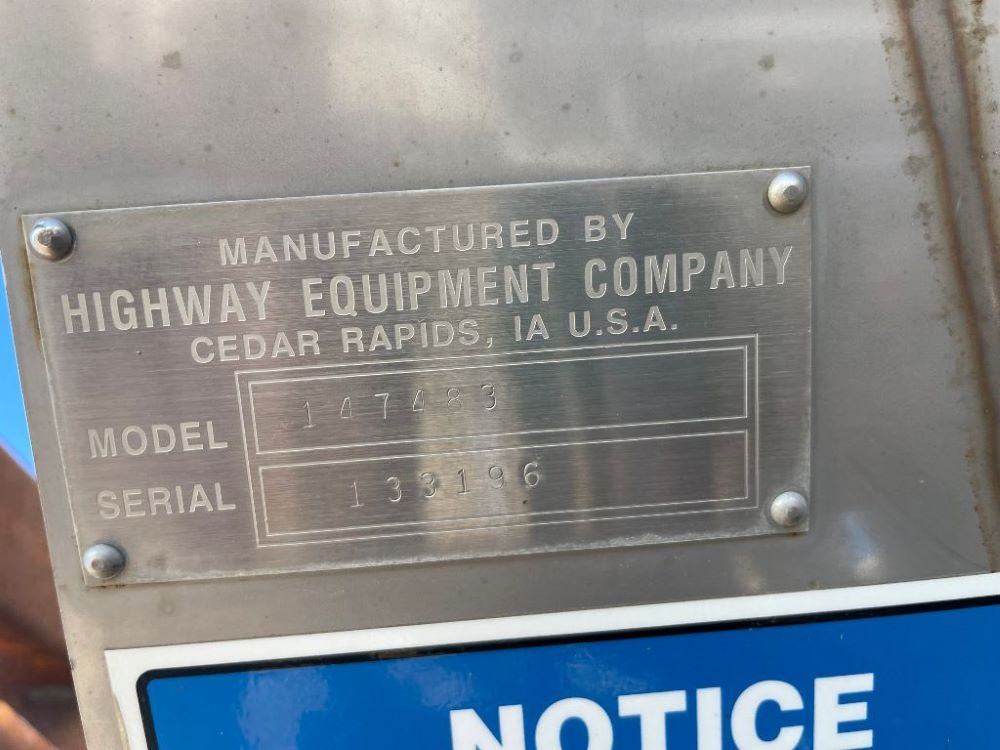 MANUFACTURED BY
HIGHWAY EQUIPMENT COMPANY
CEDAR RAPIDS, IA U.S.A.
MODEL 147483
SERIAL 133196
NOTICE